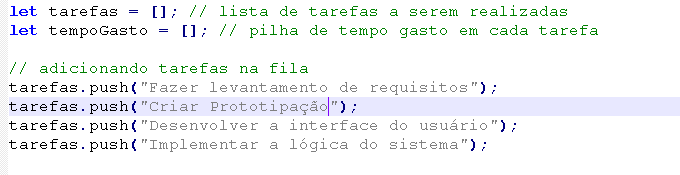 let tarefas = []; // lista de tarefas a serem realizadas
let tempoGasto = []; // pilha de tempo gasto em cada tarefa
// adicionando tarefas na fila
tarefas.push("Fazer levantamento de requisitos");
tarefas.push("Criar Prototipação");
tarefas.push("Desenvolver a interface do usuário");
tarefas.push("Implementar a lógica do sistema");